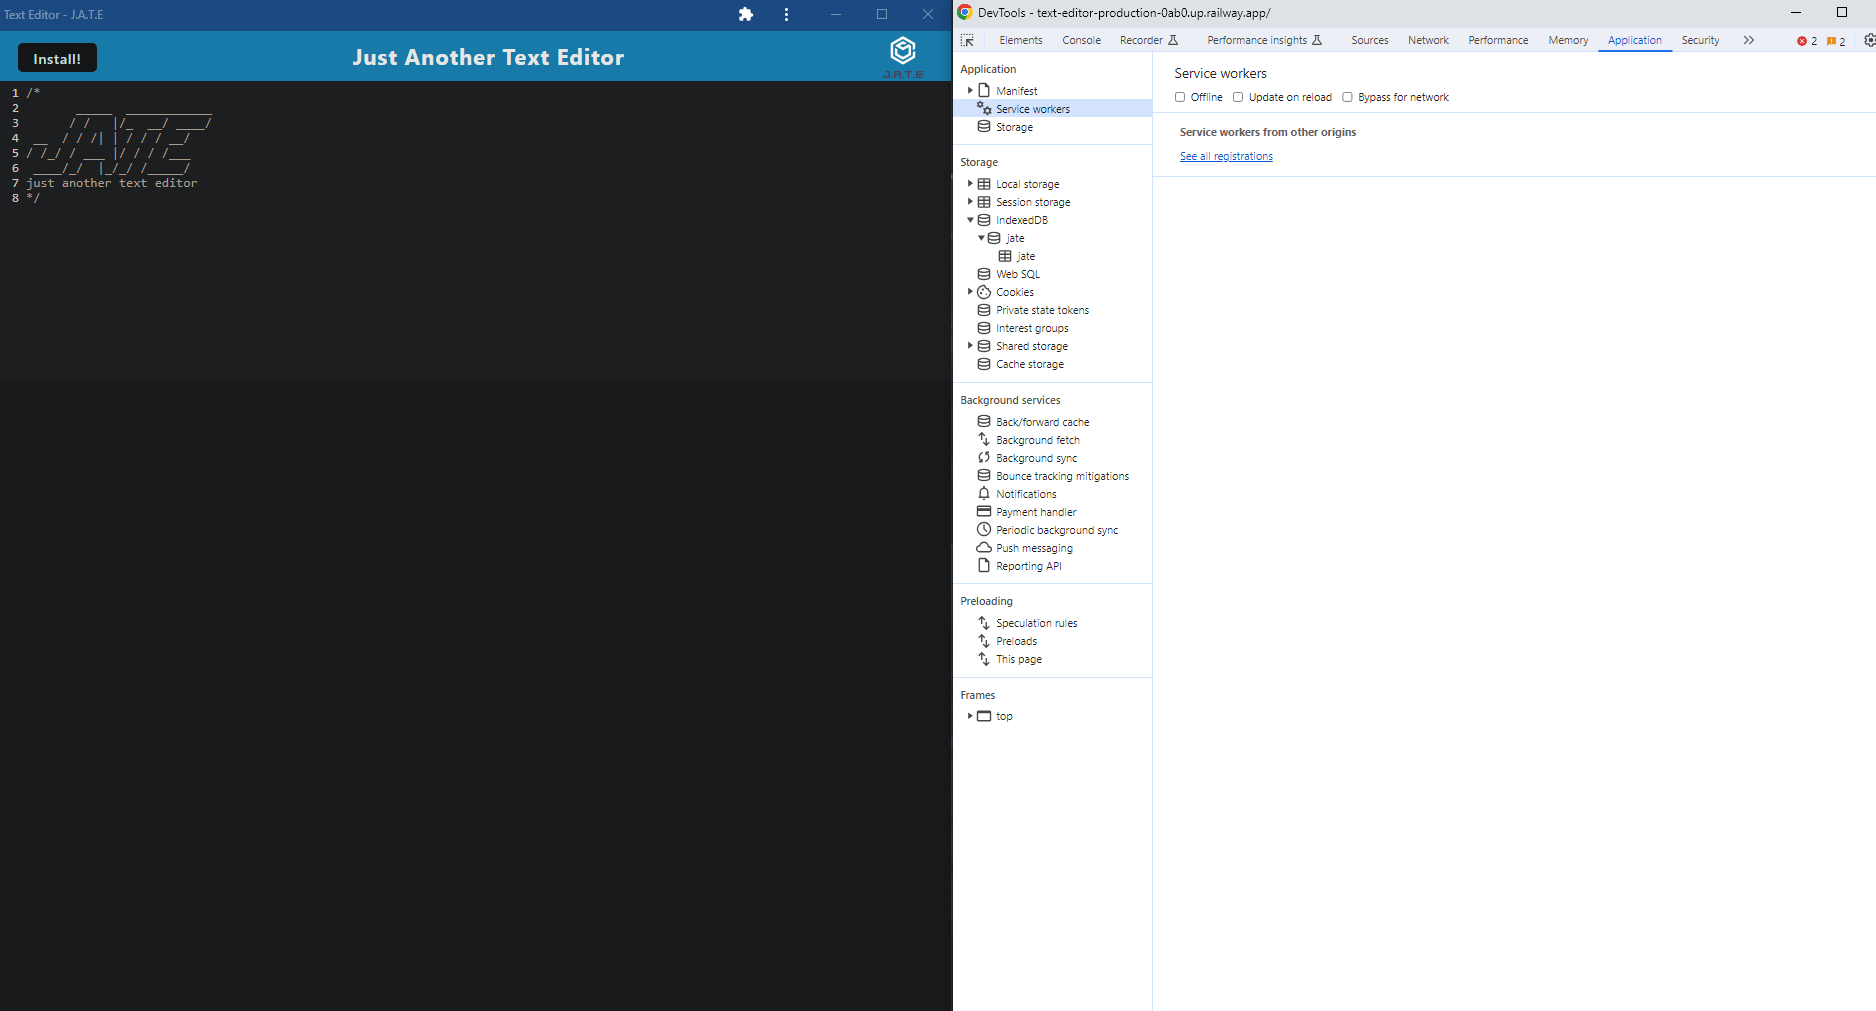 Text Editor - J.A.T.E
Install!
Just Another Text Editor
J.A.T.E
1 /*
2       _____  ____________
3      / /   |/_  __/ ____/
4 __  / / /| | / / / __/
5 / /_/ / ___ |/ / / /___
6 ____/_/  |_/_/ /_____/
7 just another text editor
8 */
DevTools - text-editor-production-0ab0.up.railway.app/
Elements Console Recorder Performance insights Sources Network Performance Memory Application Security 2 2
Application
Manifest
Service workers
Storage
Storage
Local storage
Session storage
IndexedDB
jate
jate
Web SQL
Cookies
Private state tokens
Interest groups
Shared storage
Cache storage
Background services
Back/forward cache
Background fetch
Background sync
Bounce tracking mitigations
Notifications
Payment handler
Periodic background sync
Push messaging
Reporting API
Preloading
Speculation rules
Preloads
This page
Frames
top
Service workers
Offline Update on reload Bypass for network
Service workers from other origins
See all registrations